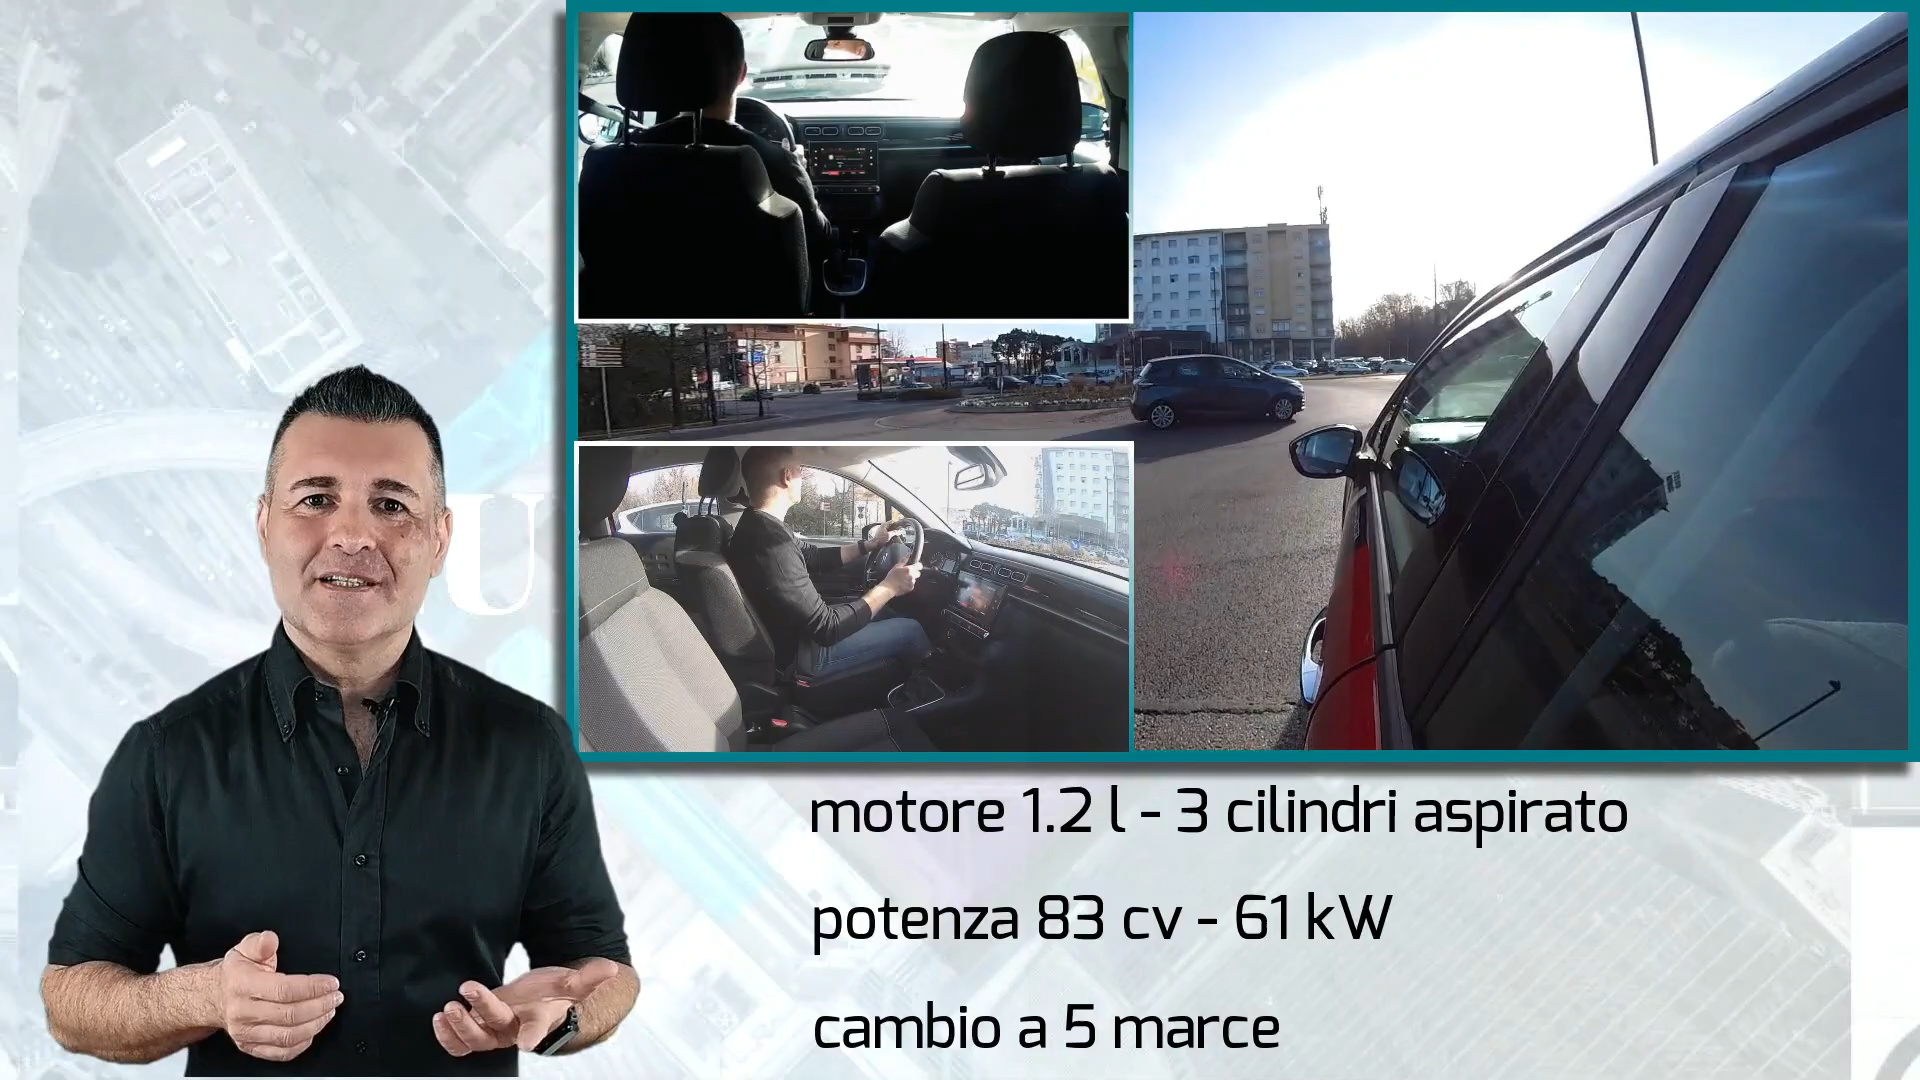 U
motore 1.2 l - 3 cilindri aspirato
potenza 83 cv - 61 kW
cambio a 5 marce